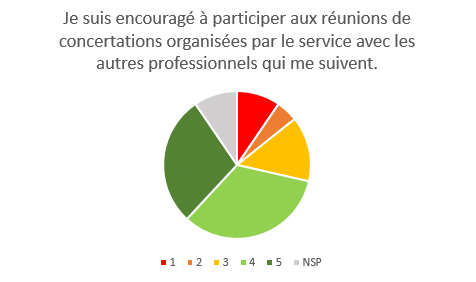 Je suis encouragé à participer aux réunions de
concertations organisées par le service avec les
autres professionnels qui me suivent.
1 2 3 4 5 NSP